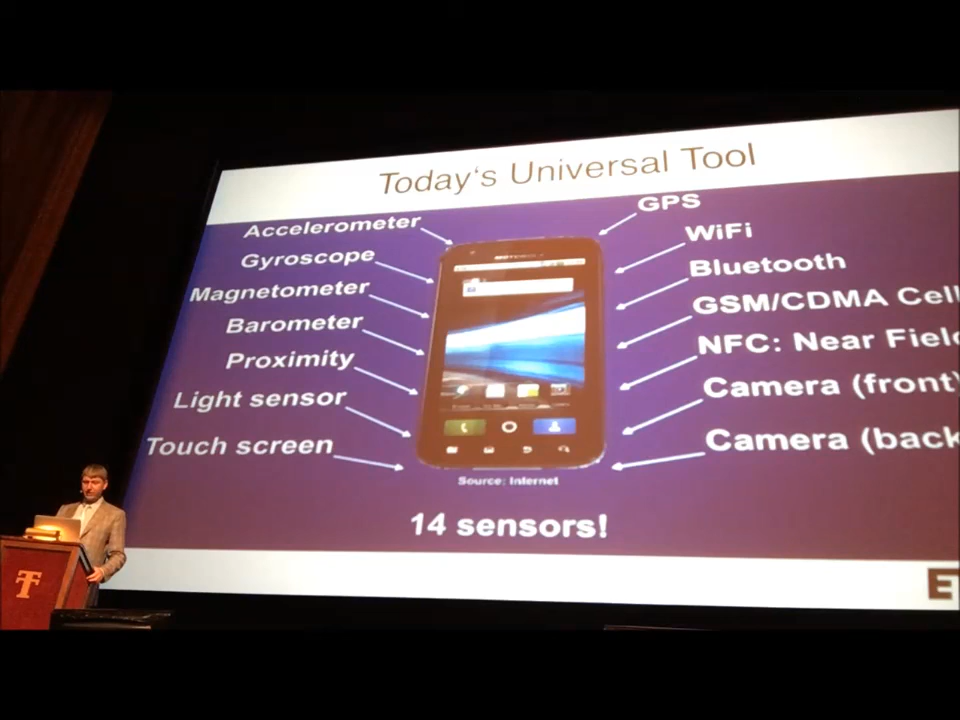 Today's Universal Tool
Accelerometer
Gyroscope
Magnetometer
Barometer
Proximity
Light sensor
Touch screen
GPS
WiFi
Bluetooth
GSM/CDMA Cell
NFC: Near Field
Camera (front)
Camera (back
MOTOROLA
Source: Internet
14 sensors!
E
T